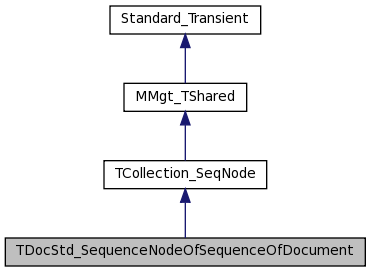 Standard_Transient
MMgt_TShared
TCollection_SeqNode
TDocStd_SequenceNodeOfSequenceOfDocument